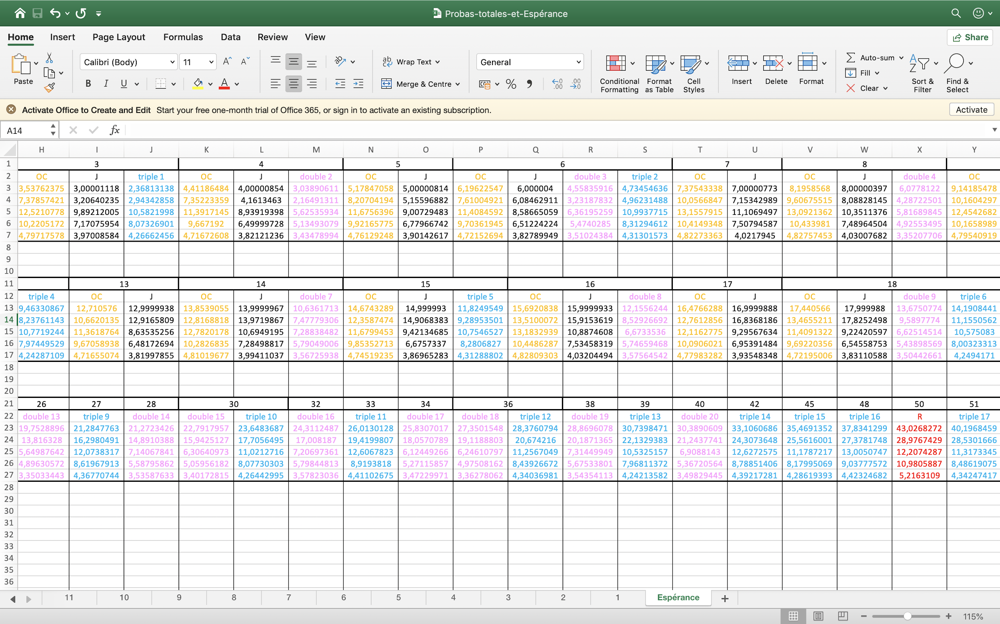 Probas-totales-et-Espérance
Home Insert Page Layout Formulas Data Review View Share
Paste Calibri (Body) 11 A A ab Wrap Text General Auto-sum
Fill
B I U A Merge & Centre % Conditional Formatting Format as Table Cell Styles Insert Delete Format Clear Sort & Filter Find & Select
Activate Office to Create and Edit Start your free one-month trial of Office 365, or sign in to activate an existing subscription. Activate
A14 fx
H I J K L M N O P Q R S T U V W X Y
1 3 4 5 6 7 8
2 OC J triple 1 OC J double 2 OC J OC J double 3 triple 2 OC J OC J double 4 OC
3 3,53762375 3,00001118 2,36813138 4,41186484 4,00000854 3,03890611 5,17847058 5,00000814 6,19622547 6,000004 4,55835916 4,73454636 7,37543338 7,00000773 8,1958568 8,00000397 6,0778122 9,14185478
4 7,37857421 3,20640235 2,94342858 7,35223359 4,1613463 2,16491311 8,20704194 5,15596882 7,61004921 6,08462911 3,23187832 4,96231488 10,0566847 7,15342989 9,60675515 8,08828145 4,28722501 10,1604297
5 12,5210778 9,89212005 10,5821998 11,3917145 8,93919398 5,62535934 11,6756396 9,00729483 11,4084592 8,58665059 6,36195259 10,9937715 13,1557915 11,1069497 13,0921362 10,3511376 5,81689845 12,4542682
6 10,2205172 7,17075954 8,07326901 9,667192 6,49999728 5,13493079 9,92165775 6,77966742 9,70361945 6,51224224 5,4740285 8,31294612 10,4149348 7,50794587 10,433981 7,48964504 4,92553495 10,1658989
7 4,79717578 3,97008584 4,26662456 4,71672608 3,82121236 3,43478994 4,76129248 3,90142617 4,72152694 3,82789949 3,51024384 4,31301573 4,82273363 4,0217945 4,82757453 4,03007682 3,35207706 4,79540919
8
9
10
11 13 14 15 16 17 18
12 triple 4 OC J OC J double 7 OC J triple 5 OC J double 8 OC J OC J double 9 triple 6
13 9,46330867 12,710576 12,9999938 13,8539055 13,9999967 10,6361713 14,6743289 14,999993 11,8249549 15,6920838 15,9999933 12,1556244 16,4766288 16,9999888 17,440566 17,999988 13,6750774 14,1908441
14 8,23761143 10,6620135 12,9165809 12,8168818 13,9719867 7,47779306 12,3587474 14,9068383 9,28953501 13,5100072 15,9153619 8,52926692 12,7612856 16,8368186 13,4655211 17,8252498 9,5897774 11,1550562
15 10,7719244 11,3618764 8,63535256 12,7820178 10,6949195 7,28838482 11,6799453 9,42134685 10,7546527 13,1832939 10,8874608 6,6733536 12,1162775 9,29567634 11,4091322 9,22420597 6,62514514 10,575083
16 7,97449529 9,67058938 6,48172694 10,2826835 7,28498817 5,79049006 9,85352713 6,6757337 8,2806827 10,4486287 7,53458319 5,74659468 10,0906021 6,95391484 9,69220356 6,54558753 5,43898569 8,00323313
17 4,24287109 4,71655074 3,81997855 4,81019677 3,99411037 3,56725938 4,74519235 3,86965283 4,31288802 4,82809303 4,03204494 3,57564542 4,77983282 3,93548348 4,72195006 3,83110588 3,50442661 4,2494171
18
19
20
21 26 27 28 30 32 33 34 36 38 39 40 42 45 48 50 51
22 double 13 triple 9 double 14 double 15 triple 10 double 16 triple 11 double 17 double 18 triple 12 double 19 triple 13 double 20 triple 14 triple 15 triple 16 R triple 17
23 19,7528896 21,2847763 21,2723426 22,7917957 23,6483687 24,3112487 26,0130128 25,8307017 27,3501548 28,3760794 28,8696078 30,7398471 30,3890609 33,1060686 35,4691352 37,8341299 43,0268272 40,1968459
24 13,816328 16,2980491 14,8910388 15,9425127 17,7056495 17,008187 19,4199807 18,0570789 19,1188803 20,674216 20,1871365 22,1329383 21,2437741 24,3073648 25,5616001 27,3781748 28,9767429 28,5301666
25 5,64987642 12,0738317 7,14067841 6,30640973 11,0212716 7,20697361 12,6067823 6,12449266 6,24610797 11,2567049 7,31449949 10,5325157 6,9088143 12,6272575 11,1787217 13,0050747 12,2074287 11,3173345
26 4,89630572 8,61967913 5,58795862 5,05956182 8,07730303 5,79844813 8,9193818 5,27115857 4,97508162 8,43926672 5,67533801 7,96811372 5,36720564 8,78851406 8,17995069 9,03777572 10,9805887 8,48619075
27 3,35033443 4,36770744 3,53587633 3,40172815 4,26442995 3,57823036 4,41102675 3,47229971 3,36278062 4,34036981 3,54354113 4,24213582 3,49829445 4,39217281 4,28619393 4,42324682 5,2163109 4,34247417
28
29
30
31
32
33
34
35
36
11 10 9 8 7 6 5 4 3 2 1 Espérance +
115%